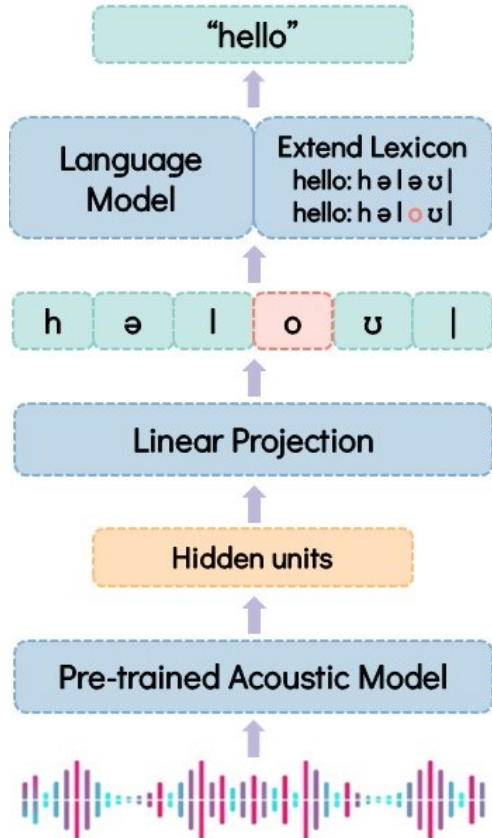 “hello”
Language Model
Extend Lexicon
hello: h ə l ə ʊ |
hello: h ə l o ʊ |
h ə l o ʊ |
Linear Projection
Hidden units
Pre-trained Acoustic Model